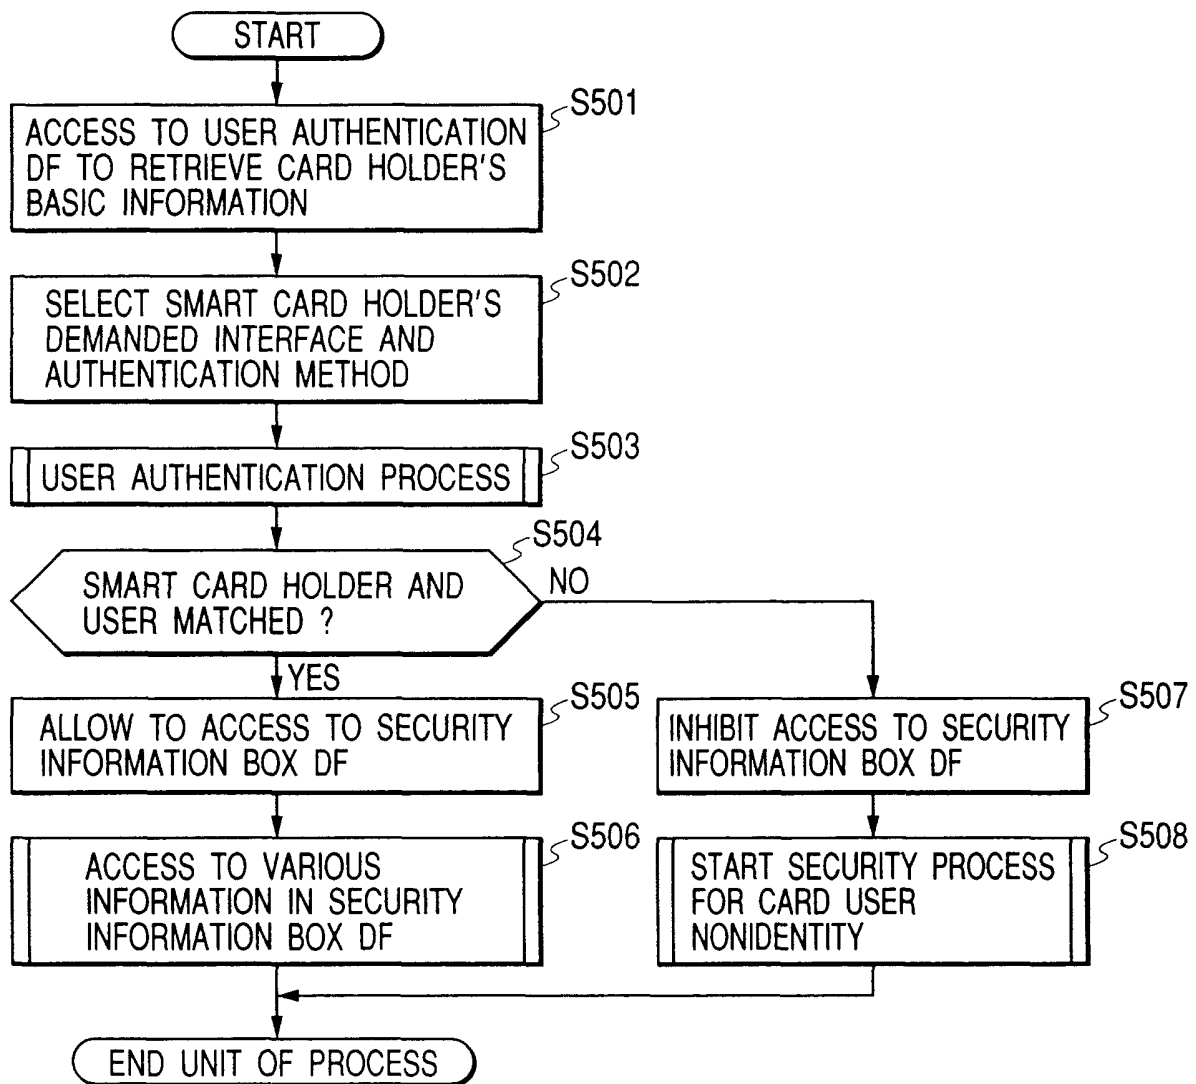 START
S501
ACCESS TO USER AUTHENTICATION
DF TO RETRIEVE CARD HOLDER'S
BASIC INFORMATION
S502
SELECT SMART CARD HOLDER'S
DEMANDED INTERFACE AND
AUTHENTICATION METHOD
S503
USER AUTHENTICATION PROCESS
S504
SMART CARD HOLDER AND
USER MATCHED ?
NO
YES
S505
ALLOW TO ACCESS TO SECURITY
INFORMATION BOX DF
S507
INHIBIT ACCESS TO SECURITY
INFORMATION BOX DF
S506
ACCESS TO VARIOUS
INFORMATION IN SECURITY
INFORMATION BOX DF
S508
START SECURITY PROCESS
FOR CARD USER
NONIDENTITY
END UNIT OF PROCESS